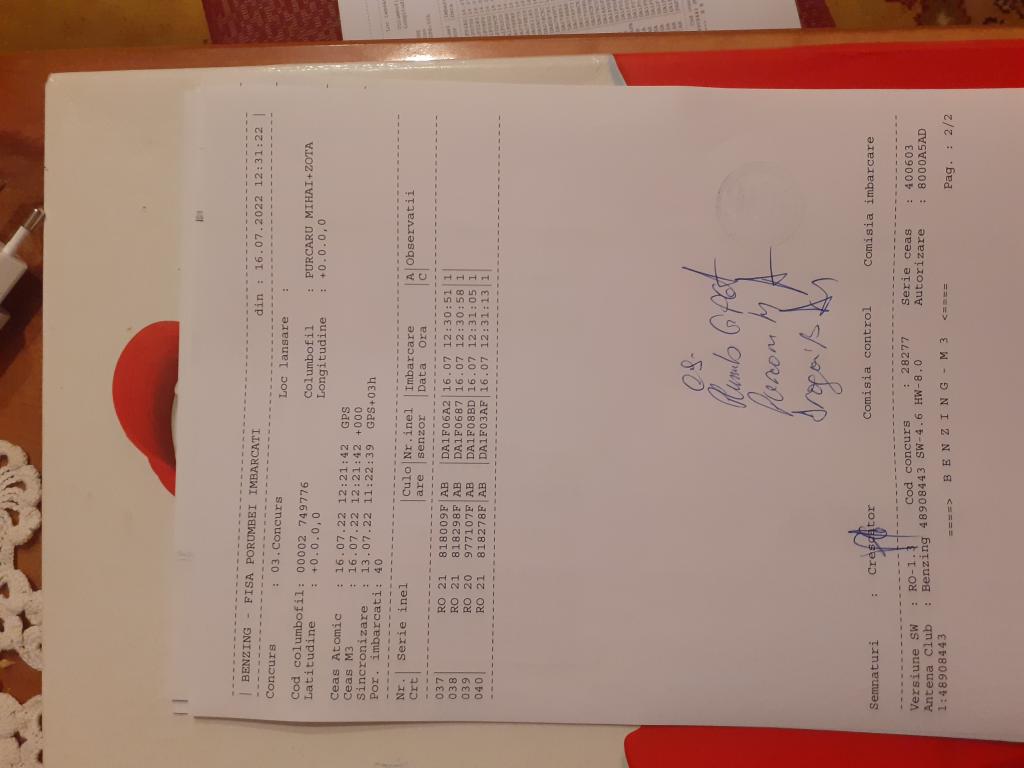 | BENZING - FISA PORUMBEI IMBARCATI din : 16.07.2022 12:31:22 |
Concurs : 03.Concurs Loc lansare :
Cod columbofil: 00002 749776 Columbofil : PURCARU MIHAI+ZOTA
Latitudine : +0.0.0,0 Longitudine : +0.0.0,0
Ceas Atomic : 16.07.22 12:21:42 GPS
Ceas M3 : 16.07.22 12:21:42 +000
Sincronizare : 13.07.22 11:22:39 GPS+03h
Por. imbarcati: 40
Nr.| Serie inel |Culo|Nr.inel |Imbarcare |A|Observatii
Crt| |are |senzor |Data Ora |C|
037| RO 21 818009F|AB |DA1F06A2|16.07 12:30:51|1|
038| RO 21 818298F|AB |DA1F0687|16.07 12:30:58|1|
039| RO 20 977107F|AB |DA1F08BD|16.07 12:31:05|1|
040| RO 21 818278F|AB |DA1F03AF|16.07 12:31:13|1|
Semnaturi : Crescator Comisia control Comisia imbarcare
Versiune SW : RO-1.3 Cod concurs : 28277 Serie ceas : 400603
Antena Club : Benzing 48908443 SW-4.6 HW-8.0 Autorizare : 8000A5AD
1:48908443
====> B E N Z I N G - M 3 <==== Pag. : 2/2